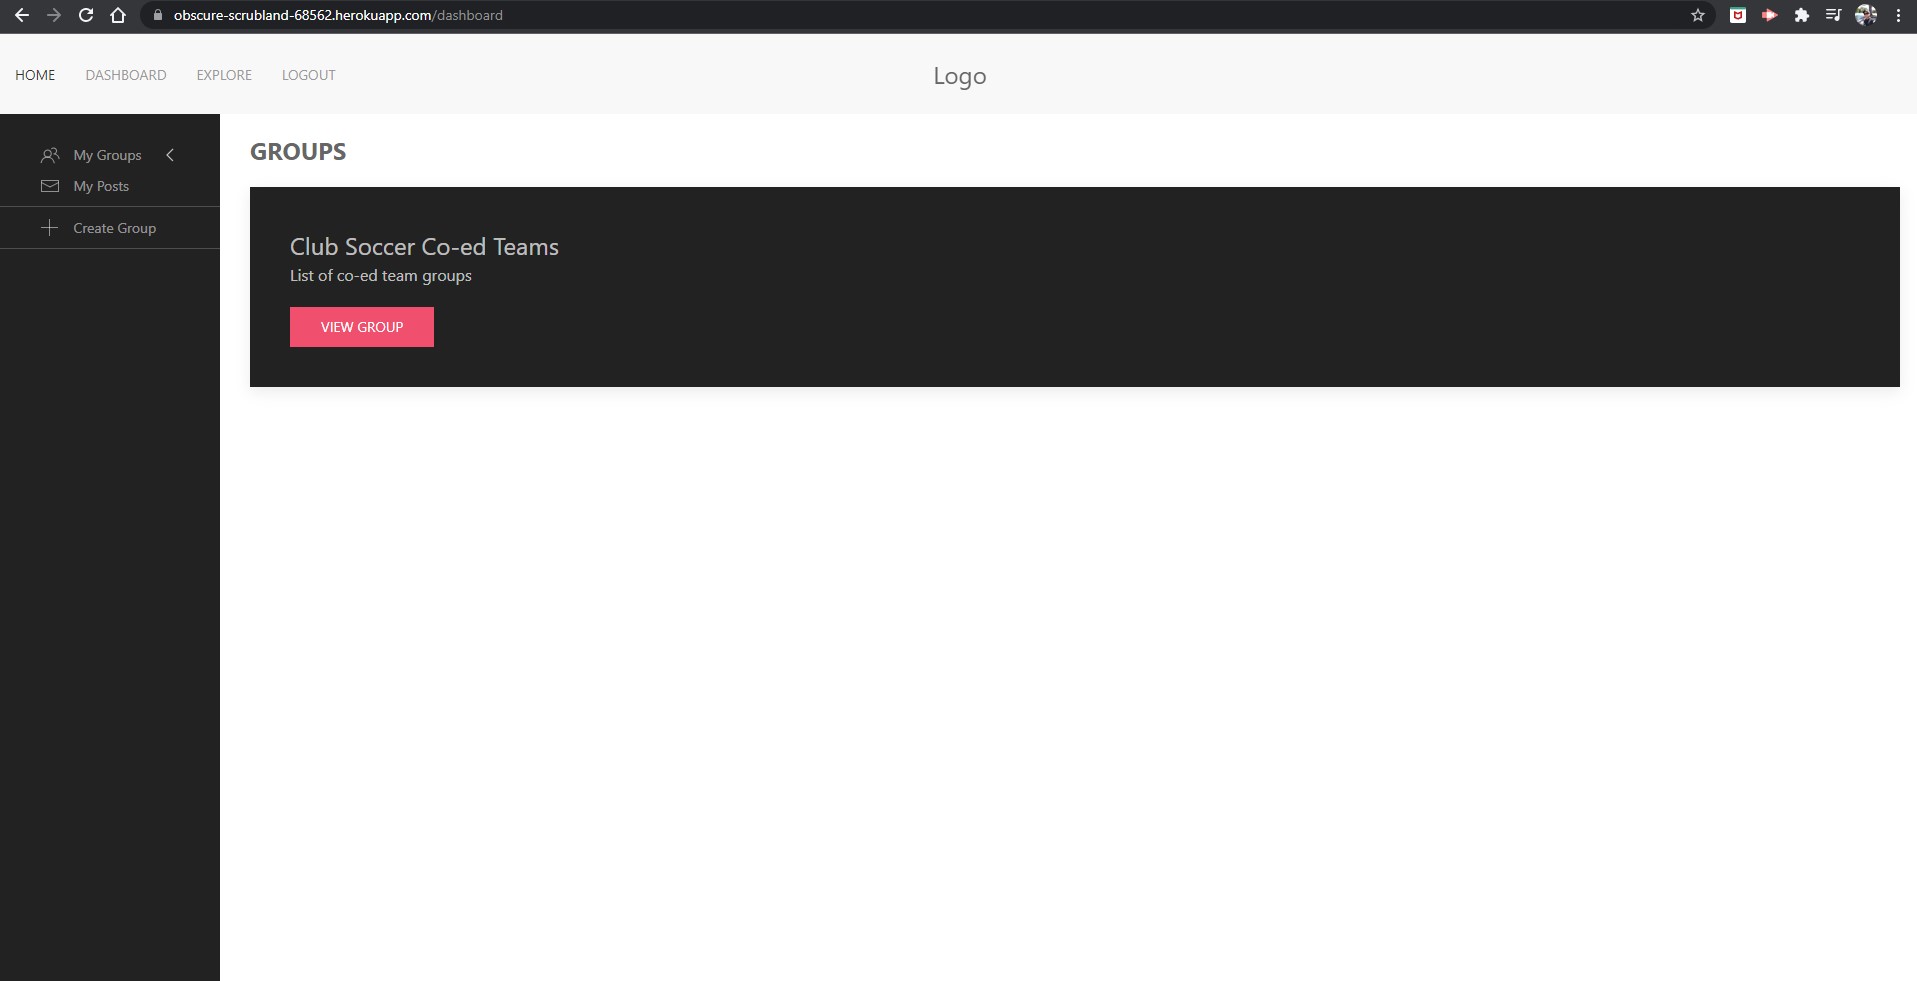 obscure-scrubland-68562.herokuapp.com/dashboard
HOME DASHBOARD EXPLORE LOGOUT Logo
My Groups
My Posts
Create Group
GROUPS
Club Soccer Co-ed Teams
List of co-ed team groups
VIEW GROUP